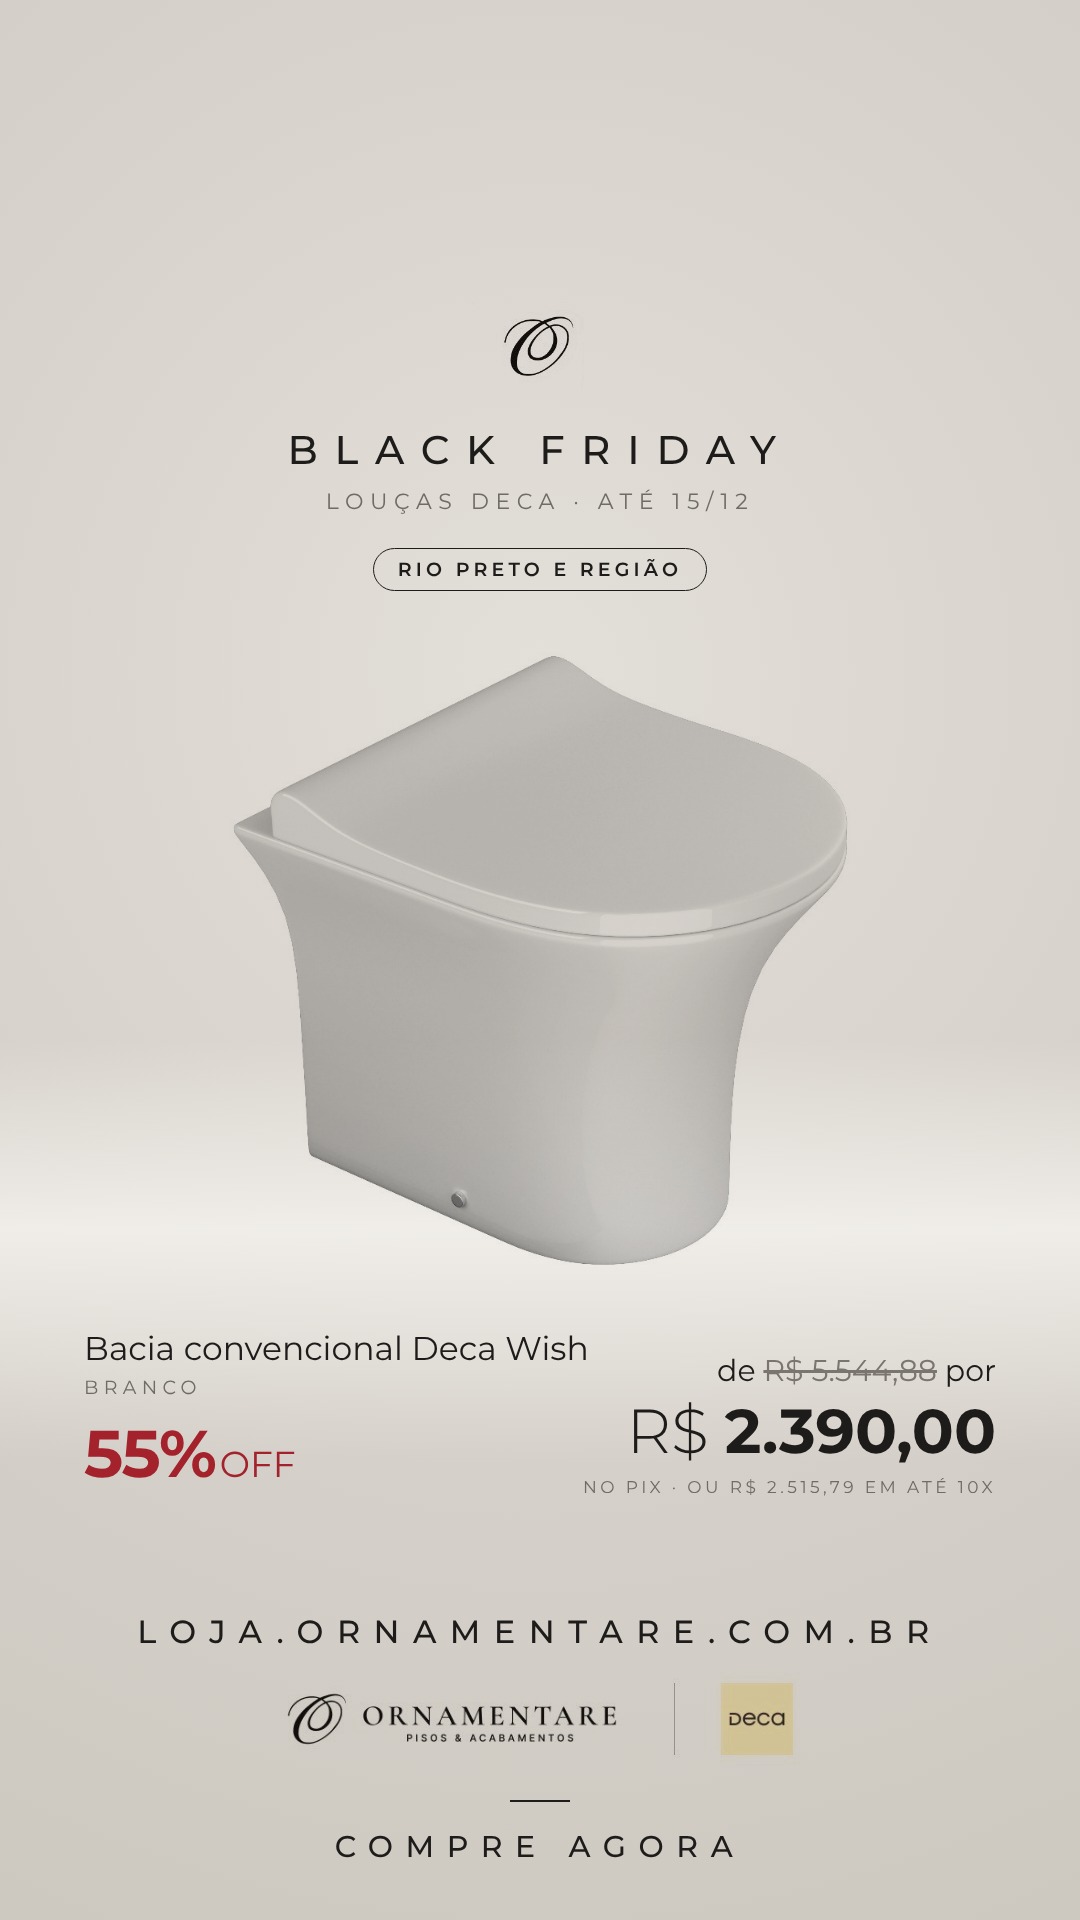 BLACK FRIDAY
LOUÇAS DECA · ATÉ 15/12
RIO PRETO E REGIÃO
Bacia convencional Deca Wish
BRANCO
55% OFF
de R$ 5.544,88 por
R$ 2.390,00
NO PIX · OU R$ 2.515,79 EM ATÉ 10X
LOJA.ORNAMENTARE.COM.BR
ORNAMENTARE
PISOS & ACABAMENTOS
Deca
COMPRE AGORA